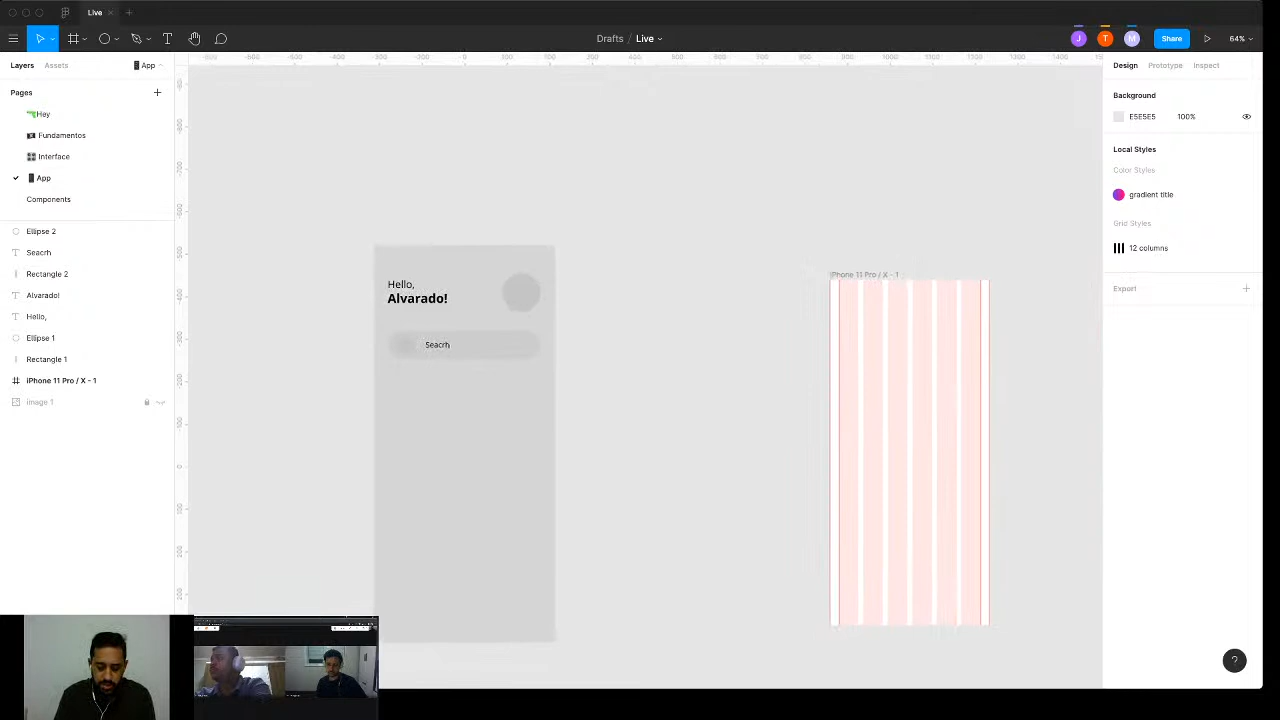 Live
Drafts / Live
J T M
Share
64%
Layers
Assets
App
Pages
Hey
Fundamentos
Interface
App
Components
Ellipse 2
Seacrh
Rectangle 2
Alvarado!
Hello,
Ellipse 1
Rectangle 1
iPhone 11 Pro / X - 1
image 1
Hello,
Alvarado!
Seacrh
iPhone 11 Pro / X - 1
Design
Prototype
Inspect
Background
E5E5E5
100%
Local Styles
Color Styles
gradient title
Grid Styles
12 columns
Export
?